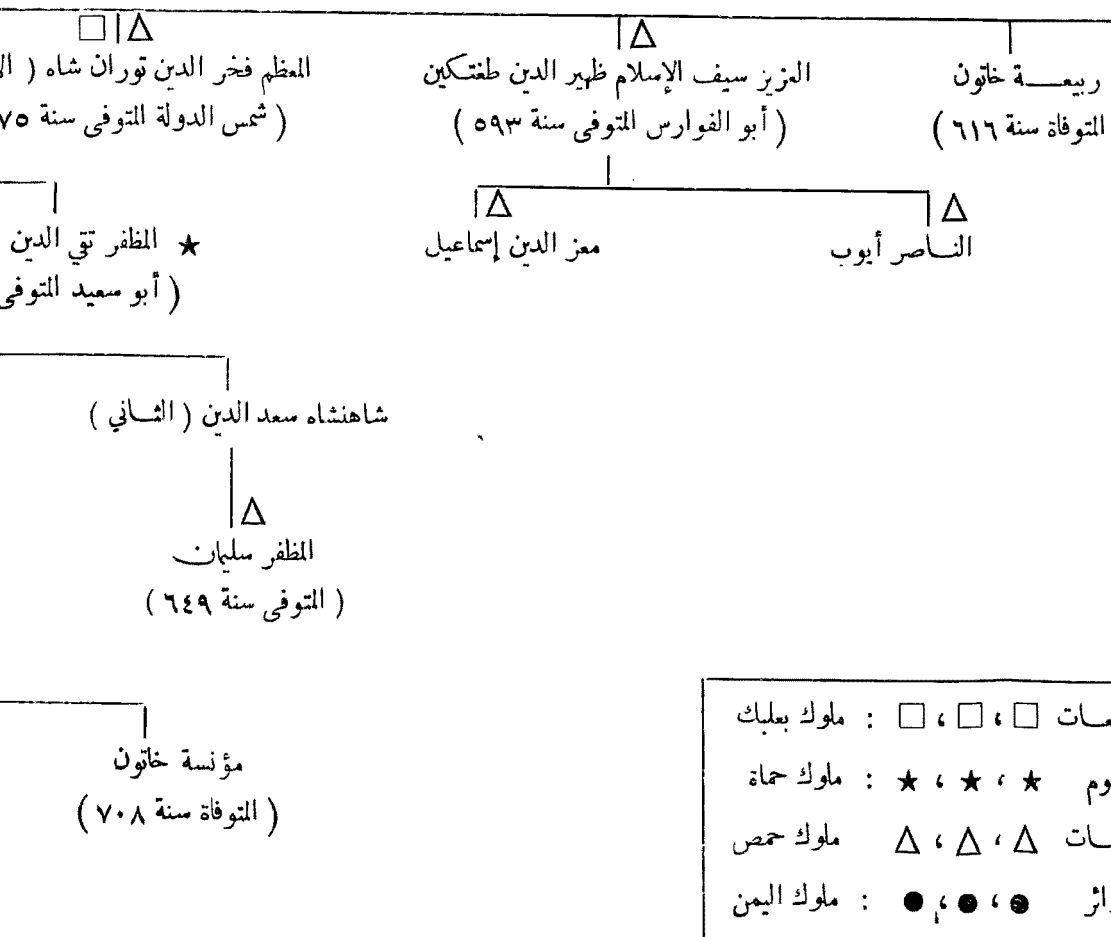 ربيعـــة خاتون
المتوفاة سنة ٦١٦ )
العزيز سيف الإسلام ظهير الدين طغتكين
( أبو الفوارس المتوفى سنة ٥٩٣ )
المعظم فخر الدين توران شاه (
( شمس الدولة المتوفى سنة
النـاصر أيوب
معز الدين إسماعيل
★ المظفر تقي الدين
( أبو سعيد المتوفى
شاهنشاه سعد الدين ( الثـاني )
المظفر سليمان
( المتوفى سنة ٦٤٩ )
مؤنسة خاتون
( المتوفاة سنة ٧٠٨ )
□ ، □ ، □ : ملوك بعلبك
★ ، ★ ، ★ : ملوك حماة
△ ، △ ، △ ملوك حمص
● ، ● ، ● : ملوك اليمن